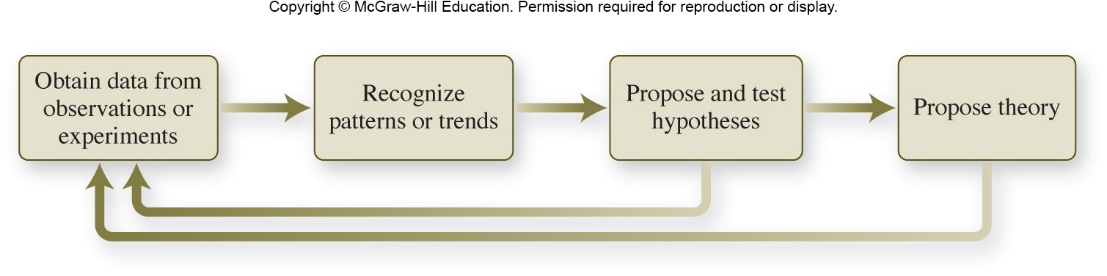 Copyright © McGraw-Hill Education. Permission required for reproduction or display.
Obtain data from
observations or
experiments
Recognize
patterns or trends
Propose and test
hypotheses
Propose theory